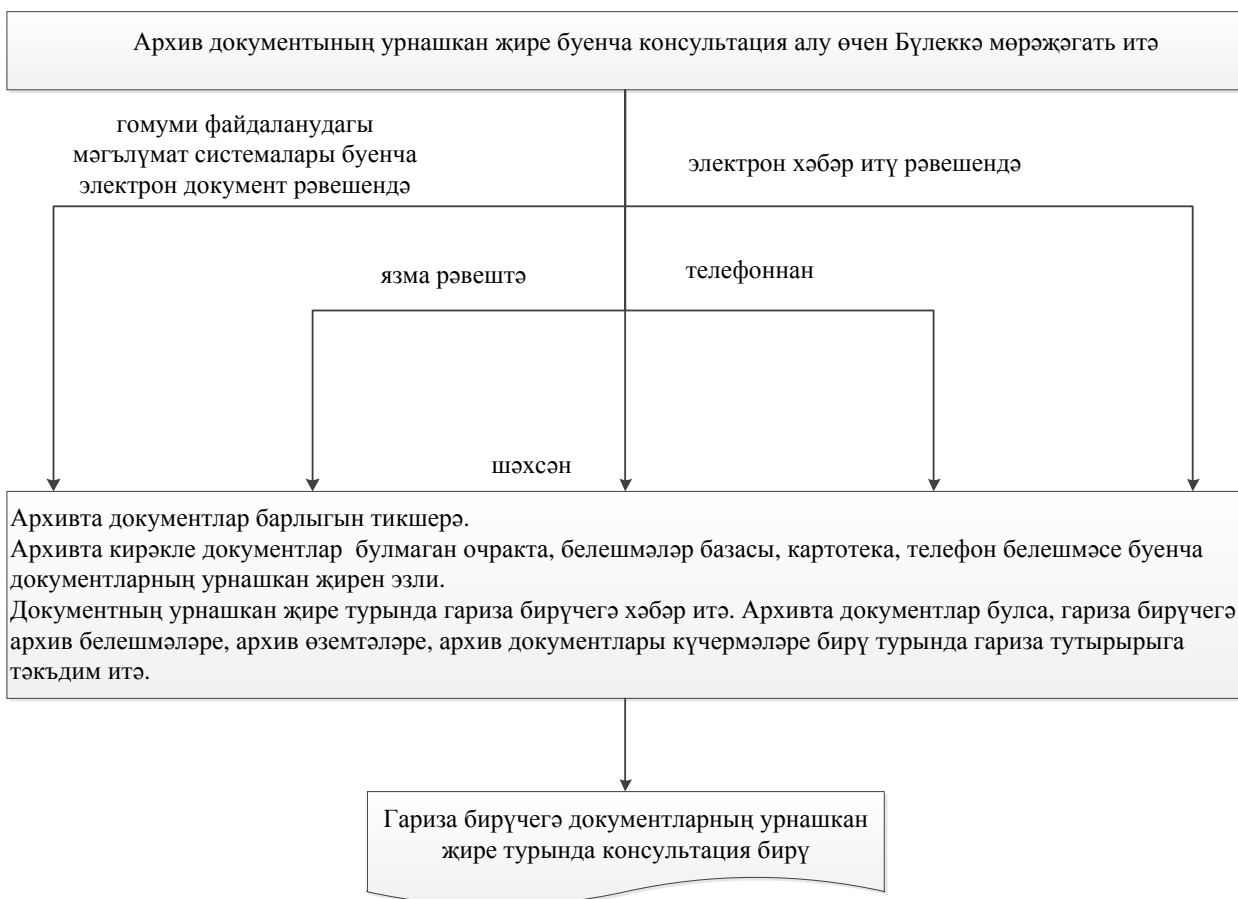 Архив документының урнашкан җире буенча консультация алу өчен Бүлеккә мөрәҗәгать итә
гомуми файдаланудагы
мәгълүмат системалары буенча
электрон документ рәвешендә
электрон хәбәр итү рәвешендә
язма рәвештә
телефоннан
шәхсән
Архивта документлар барлыгын тикшерә.
Архивта кирәкле документлар  булмаган очракта, белешмәләр базасы, картотека, телефон белешмәсе буенча
документларның урнашкан җирен эзли.
Документның урнашкан җире турында гариза бирүчегә хәбәр итә. Архивта документлар булса, гариза бирүчегә
архив белешмәләре, архив өземтәләре, архив документлары күчермәләре бирү турында гариза тутырырыга
тәкъдим итә.
Гариза бирүчегә документларның урнашкан
җире турында консультация бирү